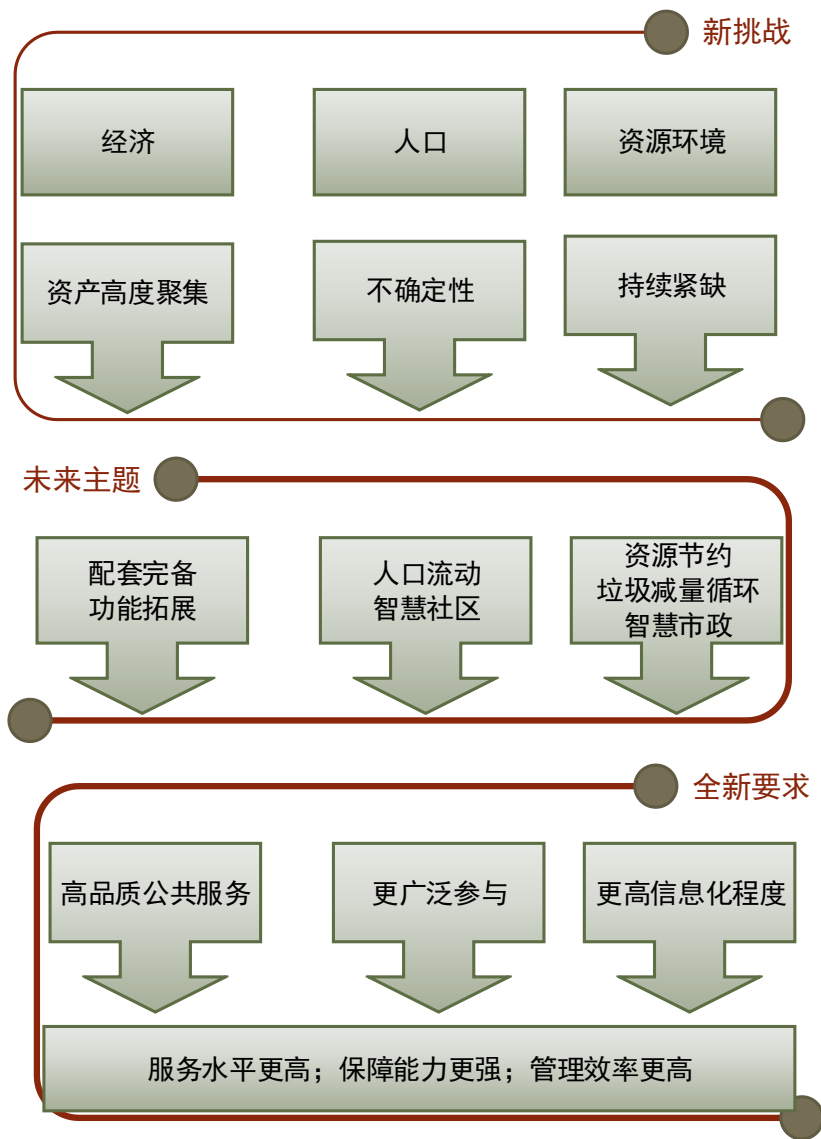 新挑战
经济
人口
资源环境
资产高度聚集
不确定性
持续紧缺
未来主题
配套完备
功能拓展
人口流动
智慧社区
资源节约
垃圾减量循环
智慧市政
全新要求
高品质公共服务
更广泛参与
更高信息化程度
服务水平更高；保障能力更强；管理效率更高